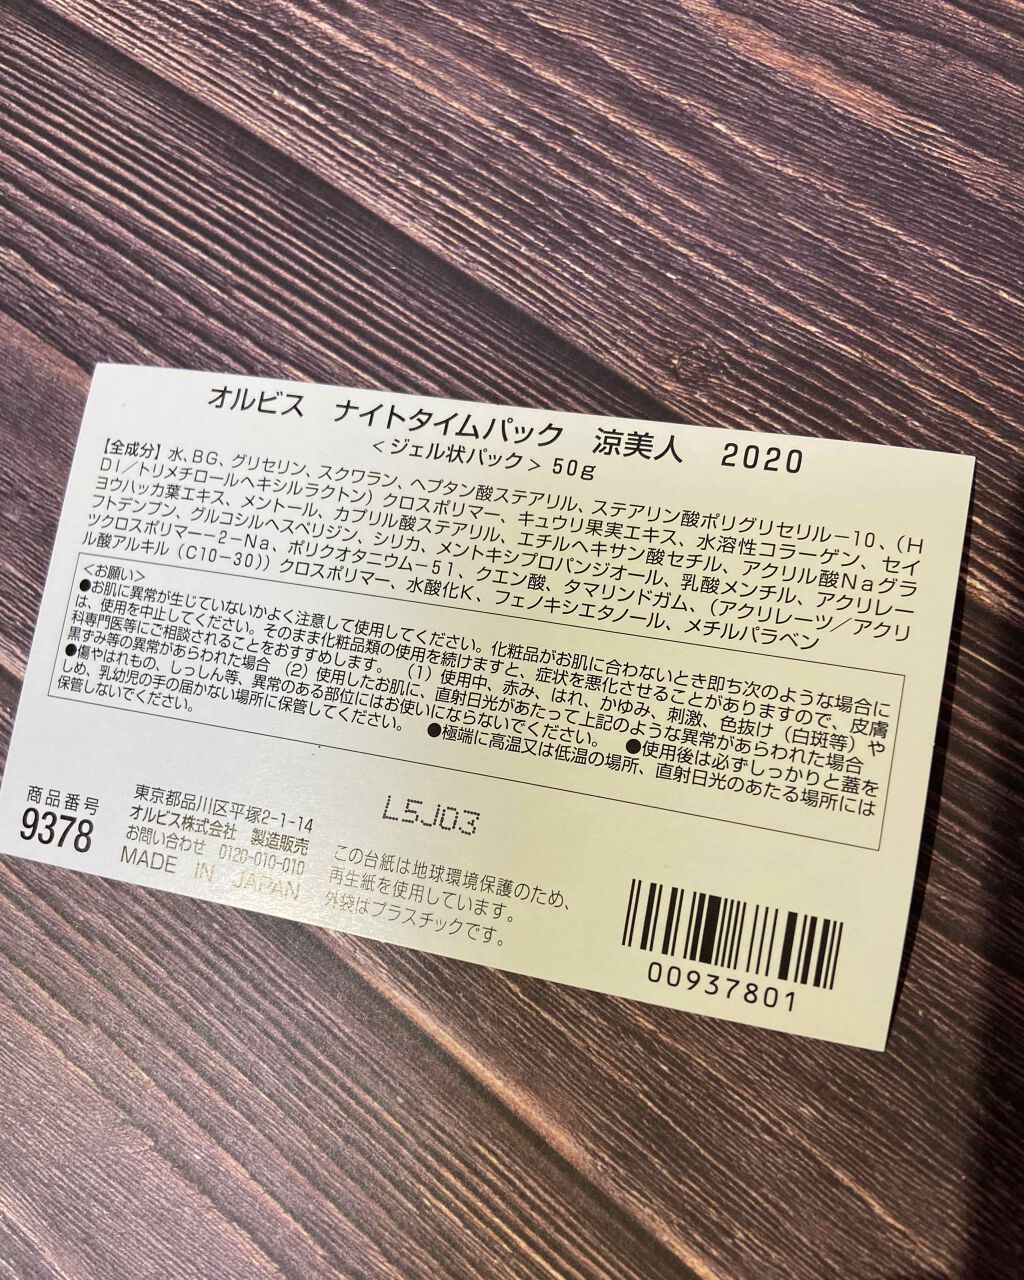 オルビス　ナイトタイムパック　涼美人　2020
＜ジェル状パック＞ 50g
【全成分】水、BG、グリセリン、スクワラン、ヘプタン酸ステアリル、ステアリン酸ポリグリセリル－10、（H
DI／トリメチロールヘキシルラクトン）クロスポリマー、キュウリ果実エキス、水溶性コラーゲン、セイ
ヨウハッカ葉エキス、メントール、カプリル酸ステアリル、エチルヘキサン酸セチル、アクリル酸Naグラ
フトデンプン、グルコシルヘスペリジン、シリカ、メントキシプロパンジオール、乳酸メンチル、アクリレー
ツクロスポリマー－2－Na、ポリクオタニウム－51、クエン酸、タマリンドガム、（アクリレーツ／アクリ
ル酸アルキル（C10－30））クロスポリマー、水酸化K、フェノキシエタノール、メチルパラベン
＜お願い＞
●お肌に異常が生じていないかよく注意して使用してください。化粧品がお肌に合わないとき即ち次のような場合に
は、使用を中止してください。そのまま化粧品類の使用を続けますと、症状を悪化させることがありますので、皮膚
科専門医等にご相談されることをおすすめします。（1）使用中、赤み、はれ、かゆみ、刺激、色抜け（白斑等）や
黒ずみ等の異常があらわれた場合（2）使用したお肌に、直射日光があたって上記のような異常があらわれた場合
●傷やはれもの、しっしん等、異常のある部位にはお使いにならないでください。　●使用後は必ずしっかりと蓋を
しめ、乳幼児の手の届かない場所に保管してください。　●極端に高温又は低温の場所、直射日光のあたる場所には
保管しないでください。
商品番号
9378
東京都品川区平塚2-1-14
オルビス株式会社　製造販売
お問い合わせ　0120-010-010
MADE IN JAPAN
L5J03
この台紙は地球環境保護のため、
再生紙を使用しています。
外袋はプラスチックです。
00937801